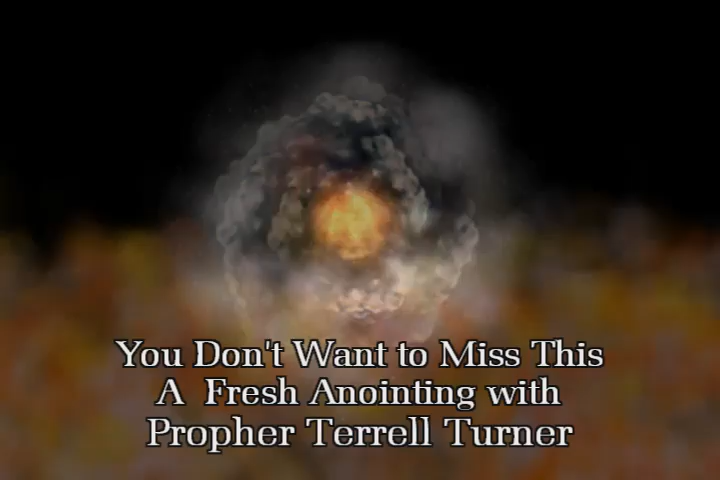 You Don't Want to Miss This
A Fresh Anointing with
Propher Terrell Turner